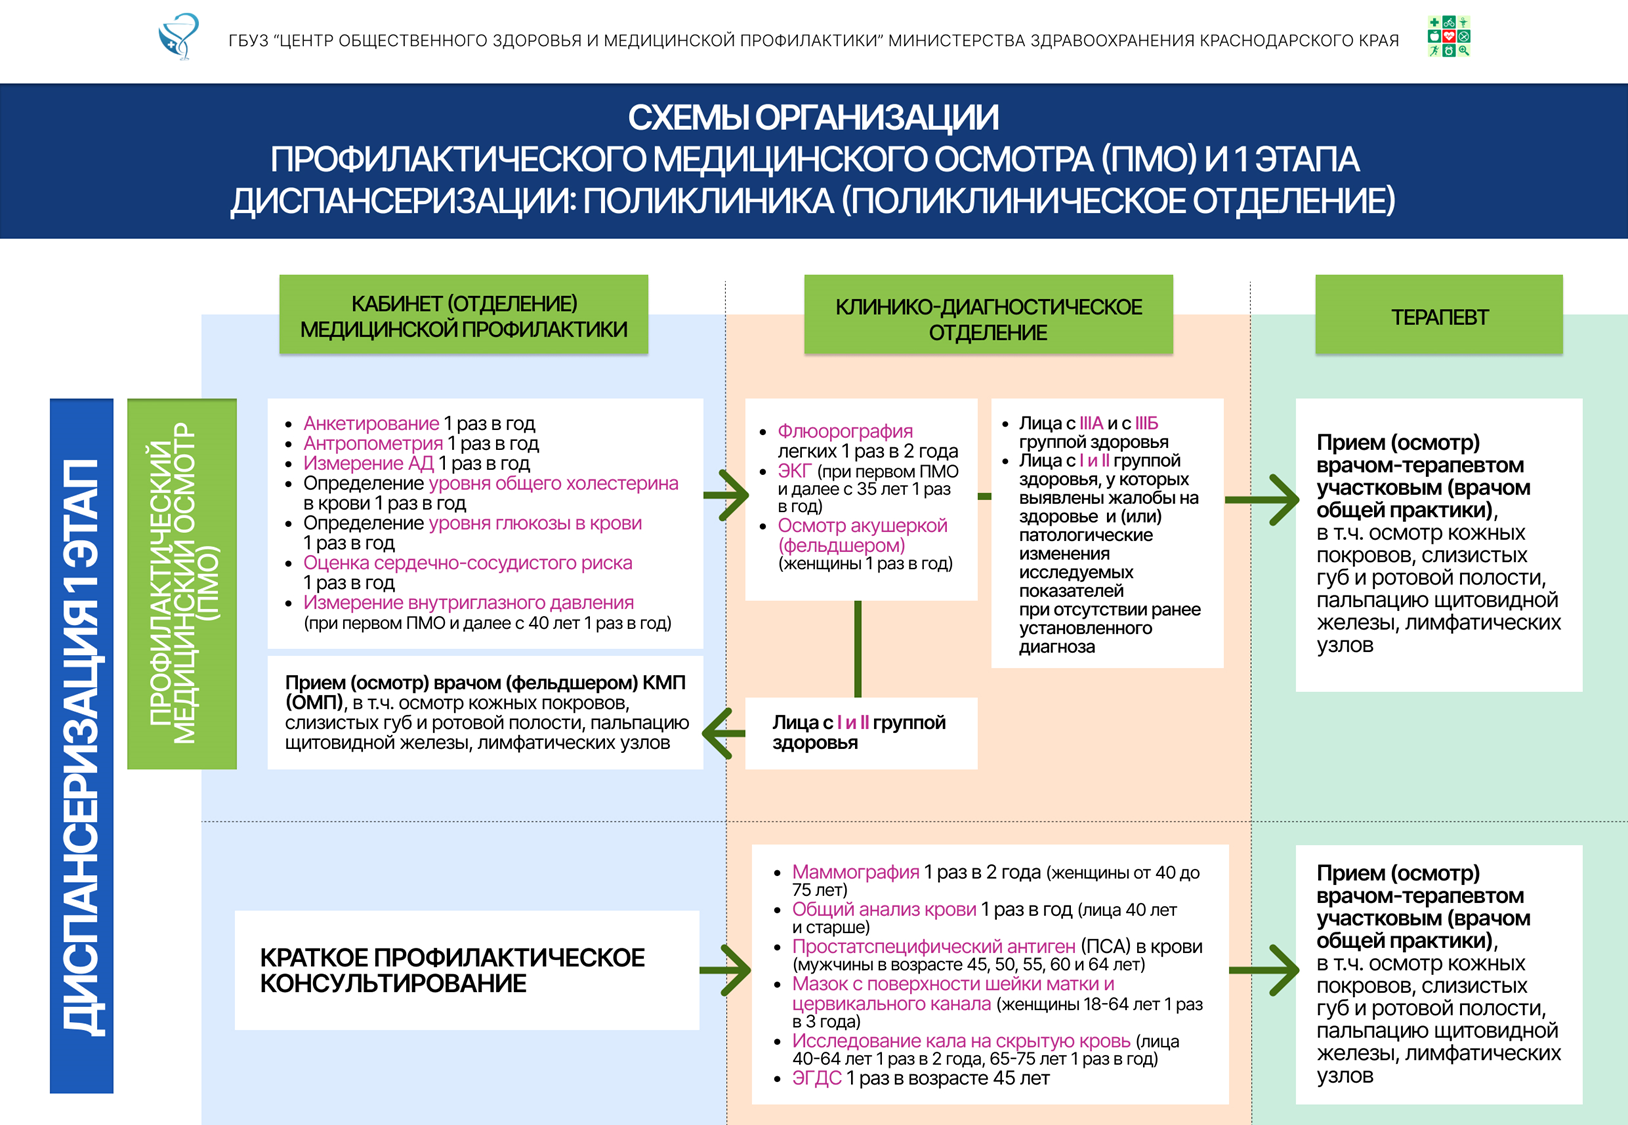 ГБУЗ “ЦЕНТР ОБЩЕСТВЕННОГО ЗДОРОВЬЯ И МЕДИЦИНСКОЙ ПРОФИЛАКТИКИ” МИНИСТЕРСТВА ЗДРАВООХРАНЕНИЯ КРАСНОДАРСКОГО КРАЯ
СХЕМЫ ОРГАНИЗАЦИИ
ПРОФИЛАКТИЧЕСКОГО МЕДИЦИНСКОГО ОСМОТРА (ПМО) И 1 ЭТАПА
ДИСПАНСЕРИЗАЦИИ: ПОЛИКЛИНИКА (ПОЛИКЛИНИЧЕСКОЕ ОТДЕЛЕНИЕ)
КАБИНЕТ (ОТДЕЛЕНИЕ)
МЕДИЦИНСКОЙ ПРОФИЛАКТИКИ
КЛИНИКО-ДИАГНОСТИЧЕСКОЕ
ОТДЕЛЕНИЕ
ТЕРАПЕВТ
ДИСПАНСЕРИЗАЦИЯ 1 ЭТАП
ПРОФИЛАКТИЧЕСКИЙ
МЕДИЦИНСКИЙ ОСМОТР
(ПМО)
• Анкетирование 1 раз в год
• Антропометрия 1 раз в год
• Измерение АД 1 раз в год
• Определение уровня общего холестерина
в крови 1 раз в год
• Определение уровня глюкозы в крови
1 раз в год
• Оценка сердечно-сосудистого риска
1 раз в год
• Измерение внутриглазного давления
(при первом ПМО и далее с 40 лет 1 раз в год)
Прием (осмотр) врачом (фельдшером) КМП
(ОМП), в т.ч. осмотр кожных покровов,
слизистых губ и ротовой полости, пальпацию
щитовидной железы, лимфатических узлов
• Флюорография
легких 1 раз в 2 года
• ЭКГ (при первом ПМО
и далее с 35 лет 1 раз
в год)
• Осмотр акушеркой
(фельдшером)
(женщины 1 раз в год)
Лица с I и II группой
здоровья
• Лица с IIIА и с IIIБ
группой здоровья
• Лица с I и II группой
здоровья, у которых
выявлены жалобы на
здоровье и (или)
патологические
изменения
исследуемых
показателей
при отсутствии ранее
установленного
диагноза
Прием (осмотр)
врачом-терапевтом
участковым (врачом
общей практики),
в т.ч. осмотр кожных
покровов, слизистых
губ и ротовой полости,
пальпацию щитовидной
железы, лимфатических
узлов
КРАТКОЕ ПРОФИЛАКТИЧЕСКОЕ
КОНСУЛЬТИРОВАНИЕ
• Маммография 1 раз в 2 года (женщины от 40 до
75 лет)
• Общий анализ крови 1 раз в год (лица 40 лет
и старше)
• Простатспецифический антиген (ПСА) в крови
(мужчины в возрасте 45, 50, 55, 60 и 64 лет)
• Мазок с поверхности шейки матки и
цервикального канала (женщины 18-64 лет 1 раз
в 3 года)
• Исследование кала на скрытую кровь (лица
40-64 лет 1 раз в 2 года, 65-75 лет 1 раз в год)
• ЭГДС 1 раз в возрасте 45 лет
Прием (осмотр)
врачом-терапевтом
участковым (врачом
общей практики),
в т.ч. осмотр кожных
покровов, слизистых
губ и ротовой полости,
пальпацию щитовидной
железы, лимфатических
узлов